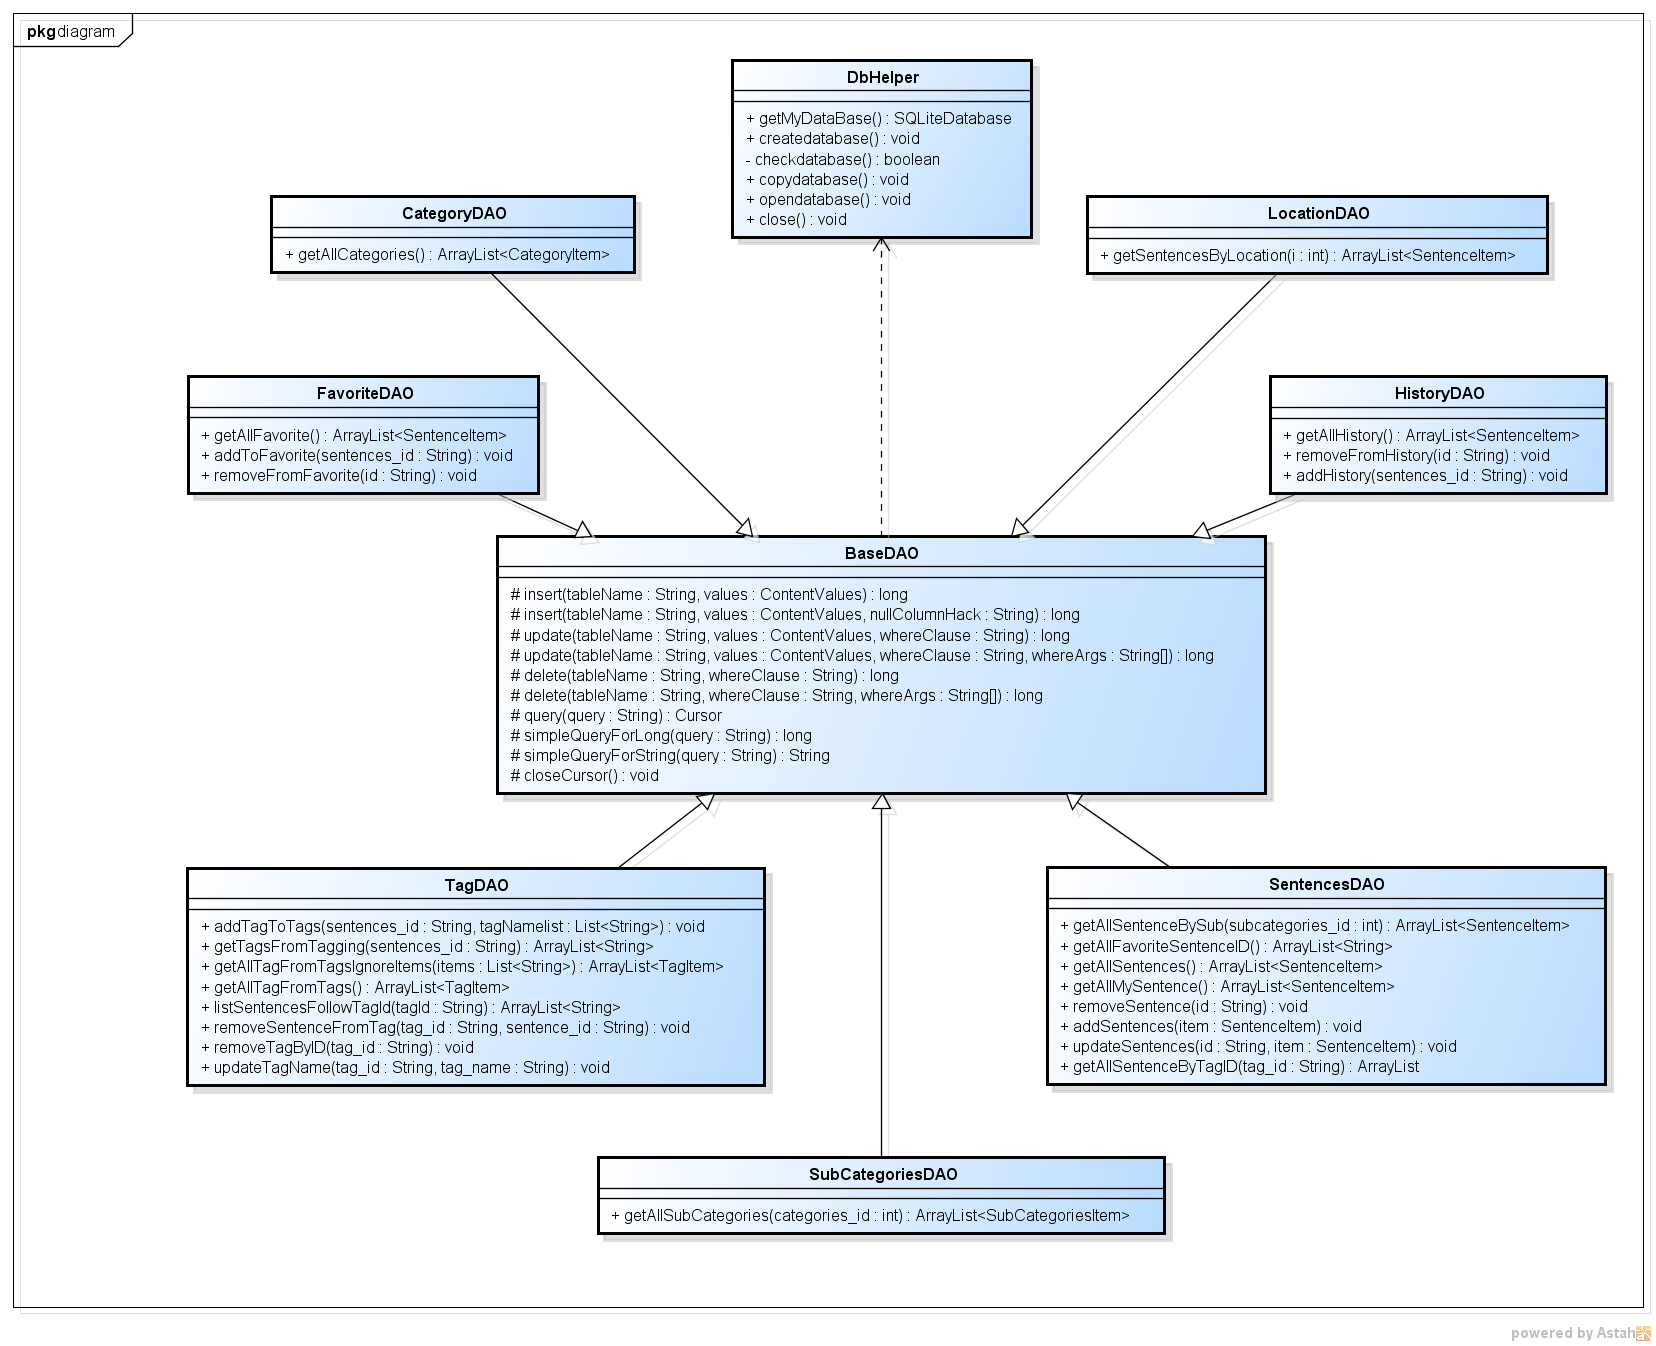 pkg diagram
DbHelper
+ getMyDataBase() : SQLiteDatabase
+ createdatabase() : void
- checkdatabase() : boolean
+ copydatabase() : void
+ opendatabase() : void
+ close() : void
CategoryDAO
+ getAllCategories() : ArrayList<CategoryItem>
LocationDAO
+ getSentencesByLocation(i : int) : ArrayList<SentenceItem>
FavoriteDAO
+ getAllFavorite() : ArrayList<SentenceItem>
+ addToFavorite(sentences_id : String) : void
+ removeFromFavorite(id : String) : void
HistoryDAO
+ getAllHistory() : ArrayList<SentenceItem>
+ removeFromHistory(id : String) : void
+ addHistory(sentences_id : String) : void
BaseDAO
# insert(tableName : String, values : ContentValues) : long
# insert(tableName : String, values : ContentValues, nullColumnHack : String) : long
# update(tableName : String, values : ContentValues, whereClause : String) : long
# update(tableName : String, values : ContentValues, whereClause : String, whereArgs : String[]) : long
# delete(tableName : String, whereClause : String) : long
# delete(tableName : String, whereClause : String, whereArgs : String[]) : long
# query(query : String) : Cursor
# simpleQueryForLong(query : String) : long
# simpleQueryForString(query : String) : String
# closeCursor() : void
TagDAO
+ addTagToTags(sentences_id : String, tagNamelist : List<String>) : void
+ getTagsFromTagging(sentences_id : String) : ArrayList<String>
+ getAllTagFromTagsIgnoreItems(items : List<String>) : ArrayList<TagItem>
+ getAllTagFromTags() : ArrayList<TagItem>
+ listSentencesFollowTagId(tagId : String) : ArrayList<String>
+ removeSentenceFromTag(tag_id : String, sentence_id : String) : void
+ removeTagByID(tag_id : String) : void
+ updateTagName(tag_id : String, tag_name : String) : void
SentencesDAO
+ getAllSentenceBySub(subcategories_id : int) : ArrayList<SentenceItem>
+ getAllFavoriteSentenceID() : ArrayList<String>
+ getAllSentences() : ArrayList<SentenceItem>
+ getAllMySentence() : ArrayList<SentenceItem>
+ removeSentence(id : String) : void
+ addSentences(item : SentenceItem) : void
+ updateSentences(id : String, item : SentenceItem) : void
+ getAllSentenceByTagID(tag_id : String) : ArrayList
SubCategoriesDAO
+ getAllSubCategories(categories_id : int) : ArrayList<SubCategoriesItem>
powered by Astah